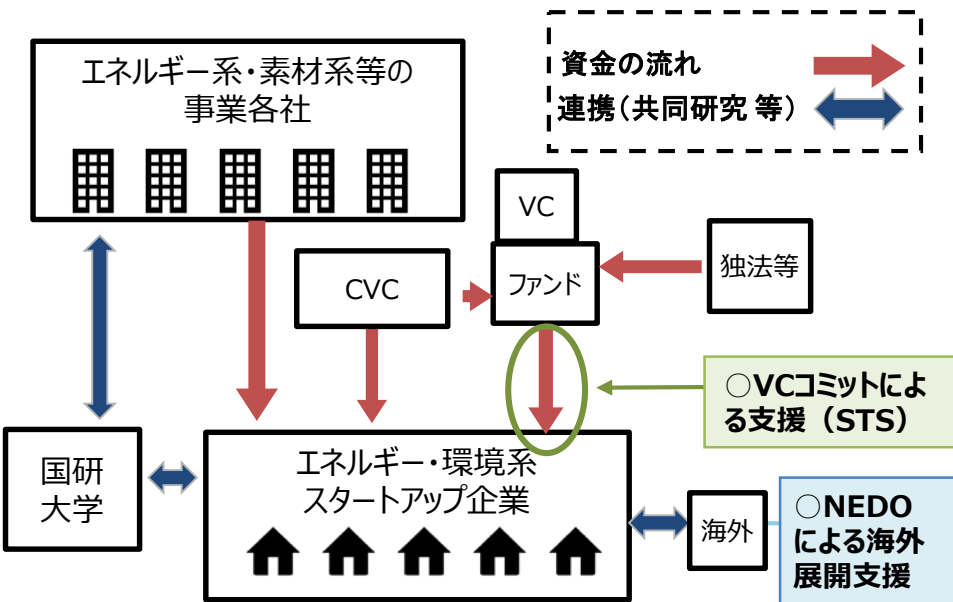 エネルギー系・素材系等の
事業各社
資金の流れ
連携(共同研究 等)
VC
ファンド
CVC
独法等
○VCコミットによ
る支援(STS)
国研
大学
エネルギー・環境系
スタートアップ企業
海外
○NEDO
による海外
展開支援